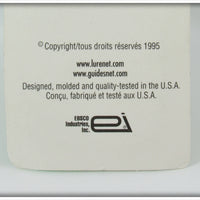 © Copyright/tous droits réservés 1995
www.lurenet.com
www.guidesnet.com
Designed, molded and quality-tested in the U.S.A.
Conçu, fabriqué et testé aux U.S.A.
EBSCO
Industries,
Inc.
ei